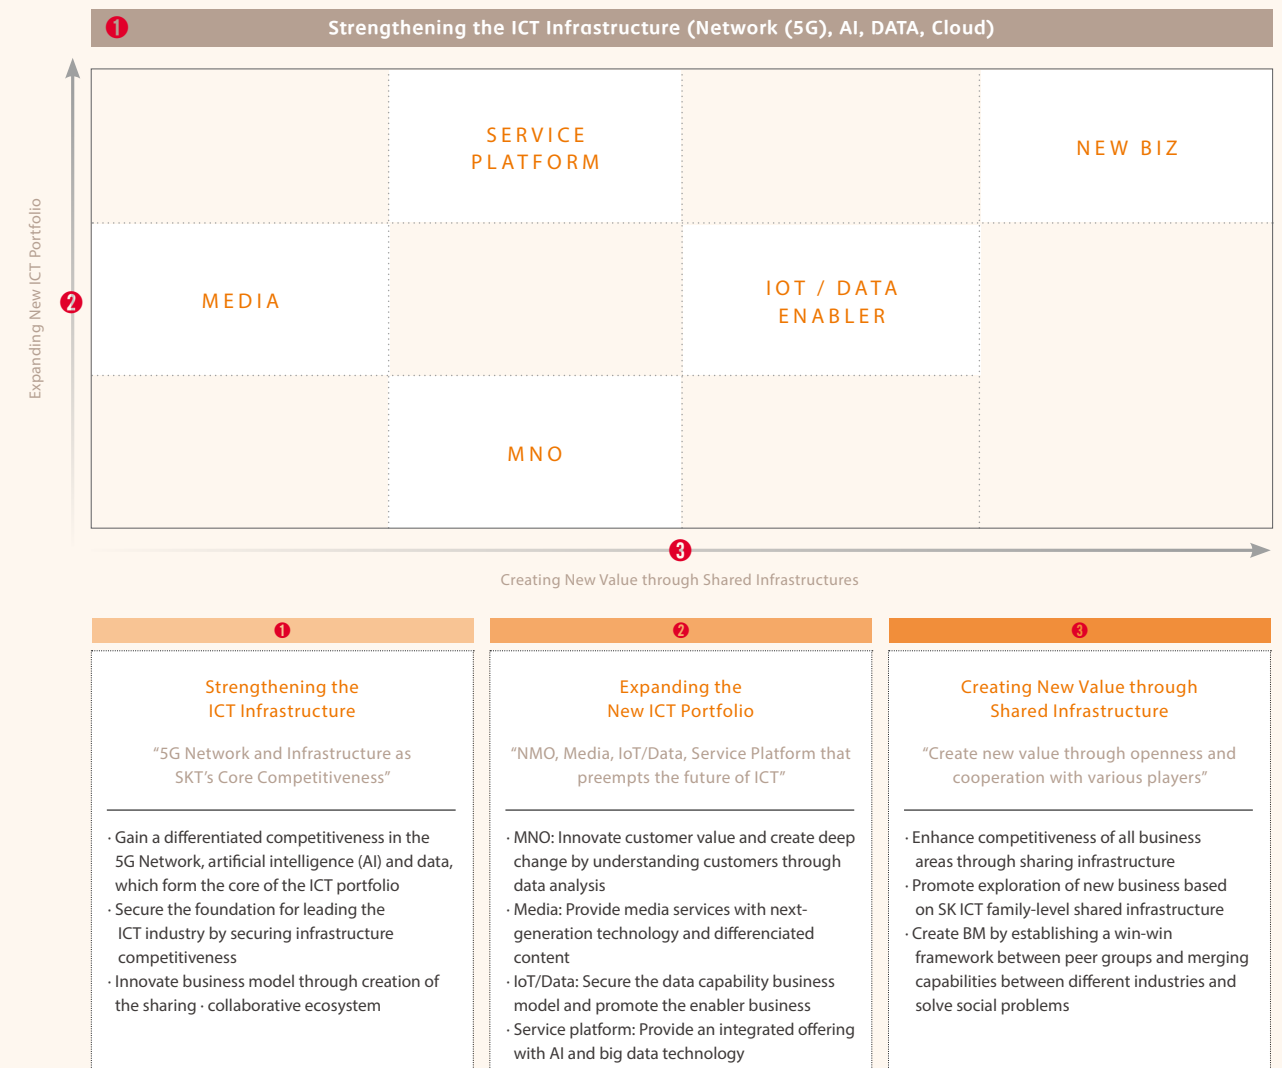 ❶ Strengthening the ICT Infrastructure (Network (5G), AI, DATA, Cloud)
SERVICE
PLATFORM
NEW BIZ
Expanding New ICT Portfolio
❷
MEDIA
IOT / DATA
ENABLER
MNO
❸
Creating New Value through Shared Infrastructures
❶
Strengthening the
ICT Infrastructure
“5G Network and Infrastructure as
SKT’s Core Competitiveness”
· Gain a differentiated competitiveness in the
5G Network, artificial intelligence (AI) and data,
which form the core of the ICT portfolio
· Secure the foundation for leading the
ICT industry by securing infrastructure
competitiveness
· Innovate business model through creation of
the sharing · collaborative ecosystem
❷
Expanding the
New ICT Portfolio
“NMO, Media, IoT/Data, Service Platform that
preempts the future of ICT”
· MNO: Innovate customer value and create deep
change by understanding customers through
data analysis
· Media: Provide media services with next-
generation technology and differenciated
content
· IoT/Data: Secure the data capability business
model and promote the enabler business
· Service platform: Provide an integrated offering
with AI and big data technology
❸
Creating New Value through
Shared Infrastructure
“Create new value through openness and
cooperation with various players”
· Enhance competitiveness of all business
areas through sharing infrastructure
· Promote exploration of new business based
on SK ICT family-level shared infrastructure
· Create BM by establishing a win-win
framework between peer groups and merging
capabilities between different industries and
solve social problems